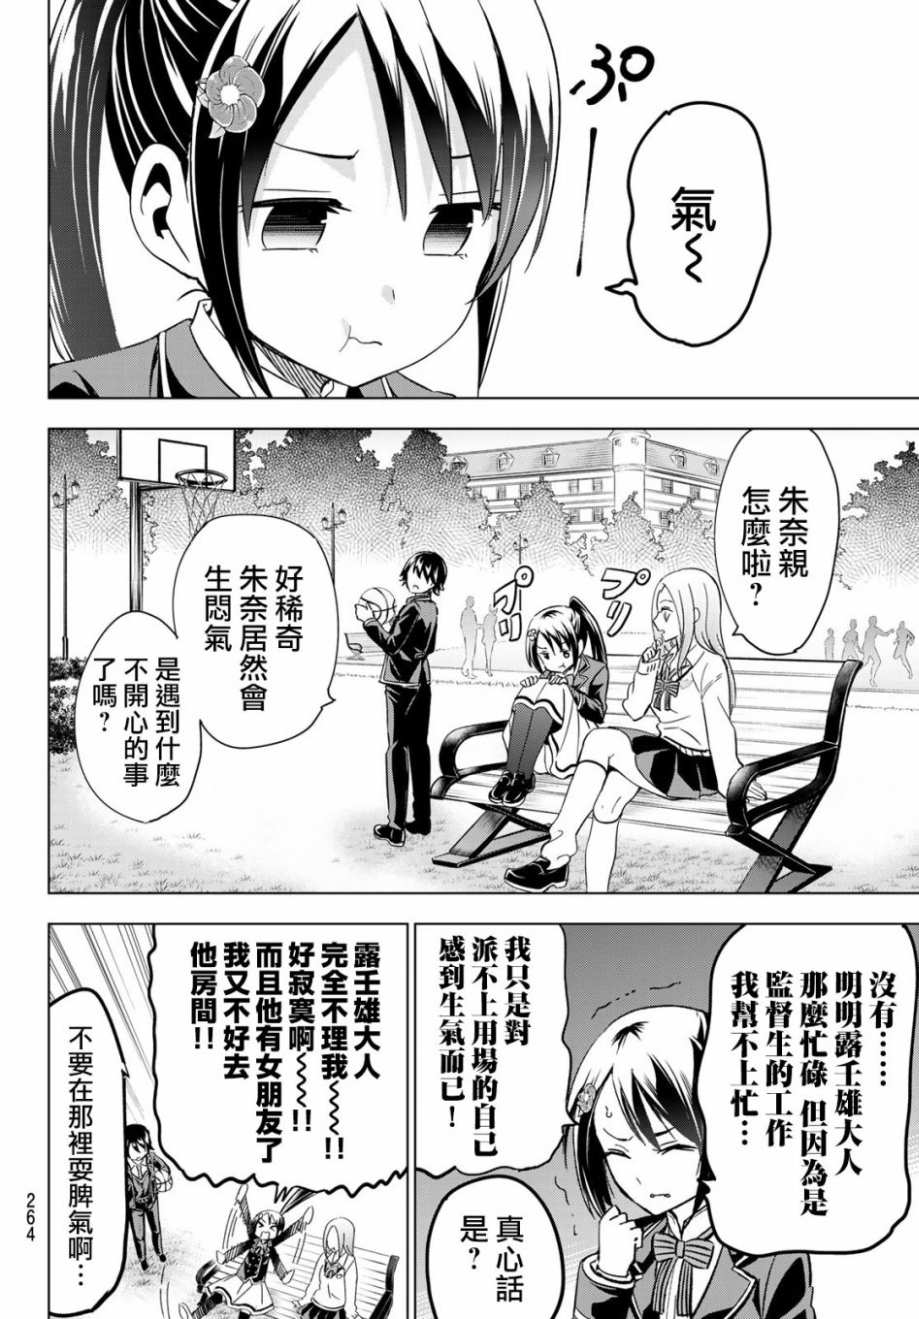 ぷー
氣～
朱奈親
怎麼啦？
プリ
プリ
好稀奇
朱奈居然會
生悶氣
是遇到什麼
不開心的事
了嗎？
沒有……
明明露壬雄大人
那麼忙碌 但因為是
監督生的工作
我幫不上忙…
我只是對
派不上用場的自己
感到生氣而已！
真心話
是？
露壬雄大人
完全不理我～～!!
好寂寞啊～～!!
而且他有女朋友了
我又不好去
他房間!!
不要在那裡耍脾氣啊…
264